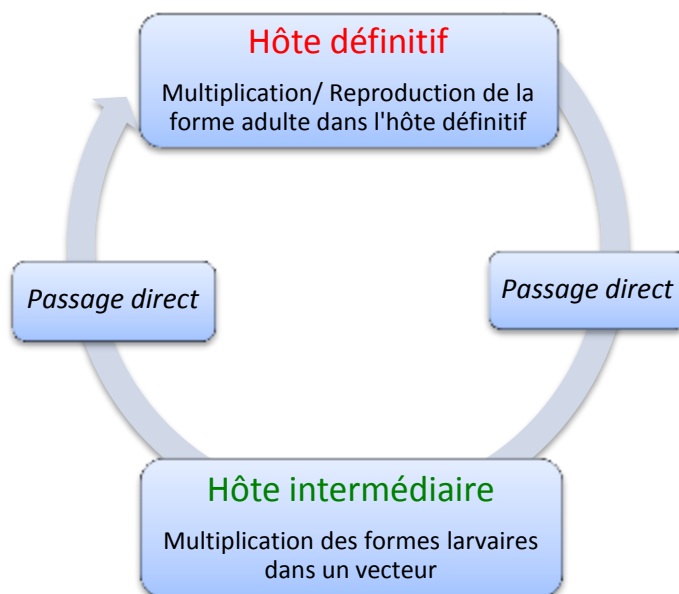 Hôte définitif
Multiplication/ Reproduction de la
forme adulte dans l'hôte définitif
Passage direct
Passage direct
Hôte intermédiaire
Multiplication des formes larvaires
dans un vecteur